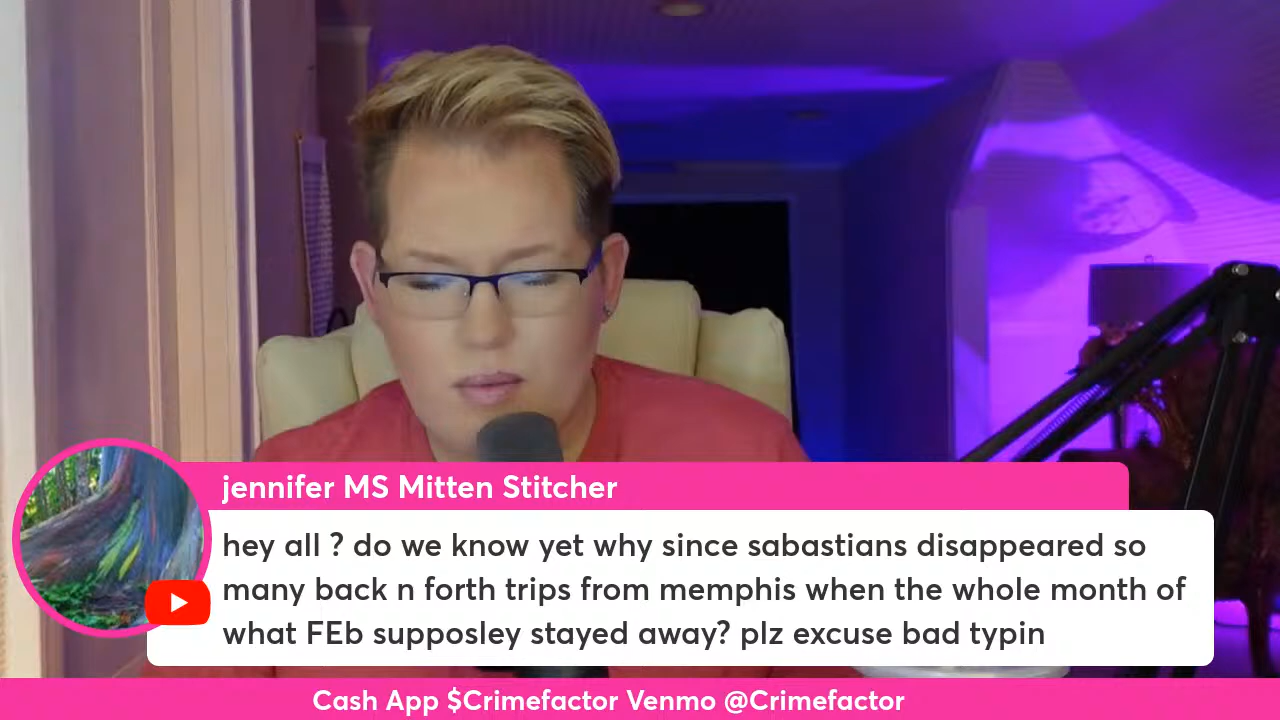 jennifer MS Mitten Stitcher
hey all ? do we know yet why since sabastians disappeared so
many back n forth trips from memphis when the whole month of
what FEb supposley stayed away? plz excuse bad typin
Cash App $Crimefactor Venmo @Crimefactor